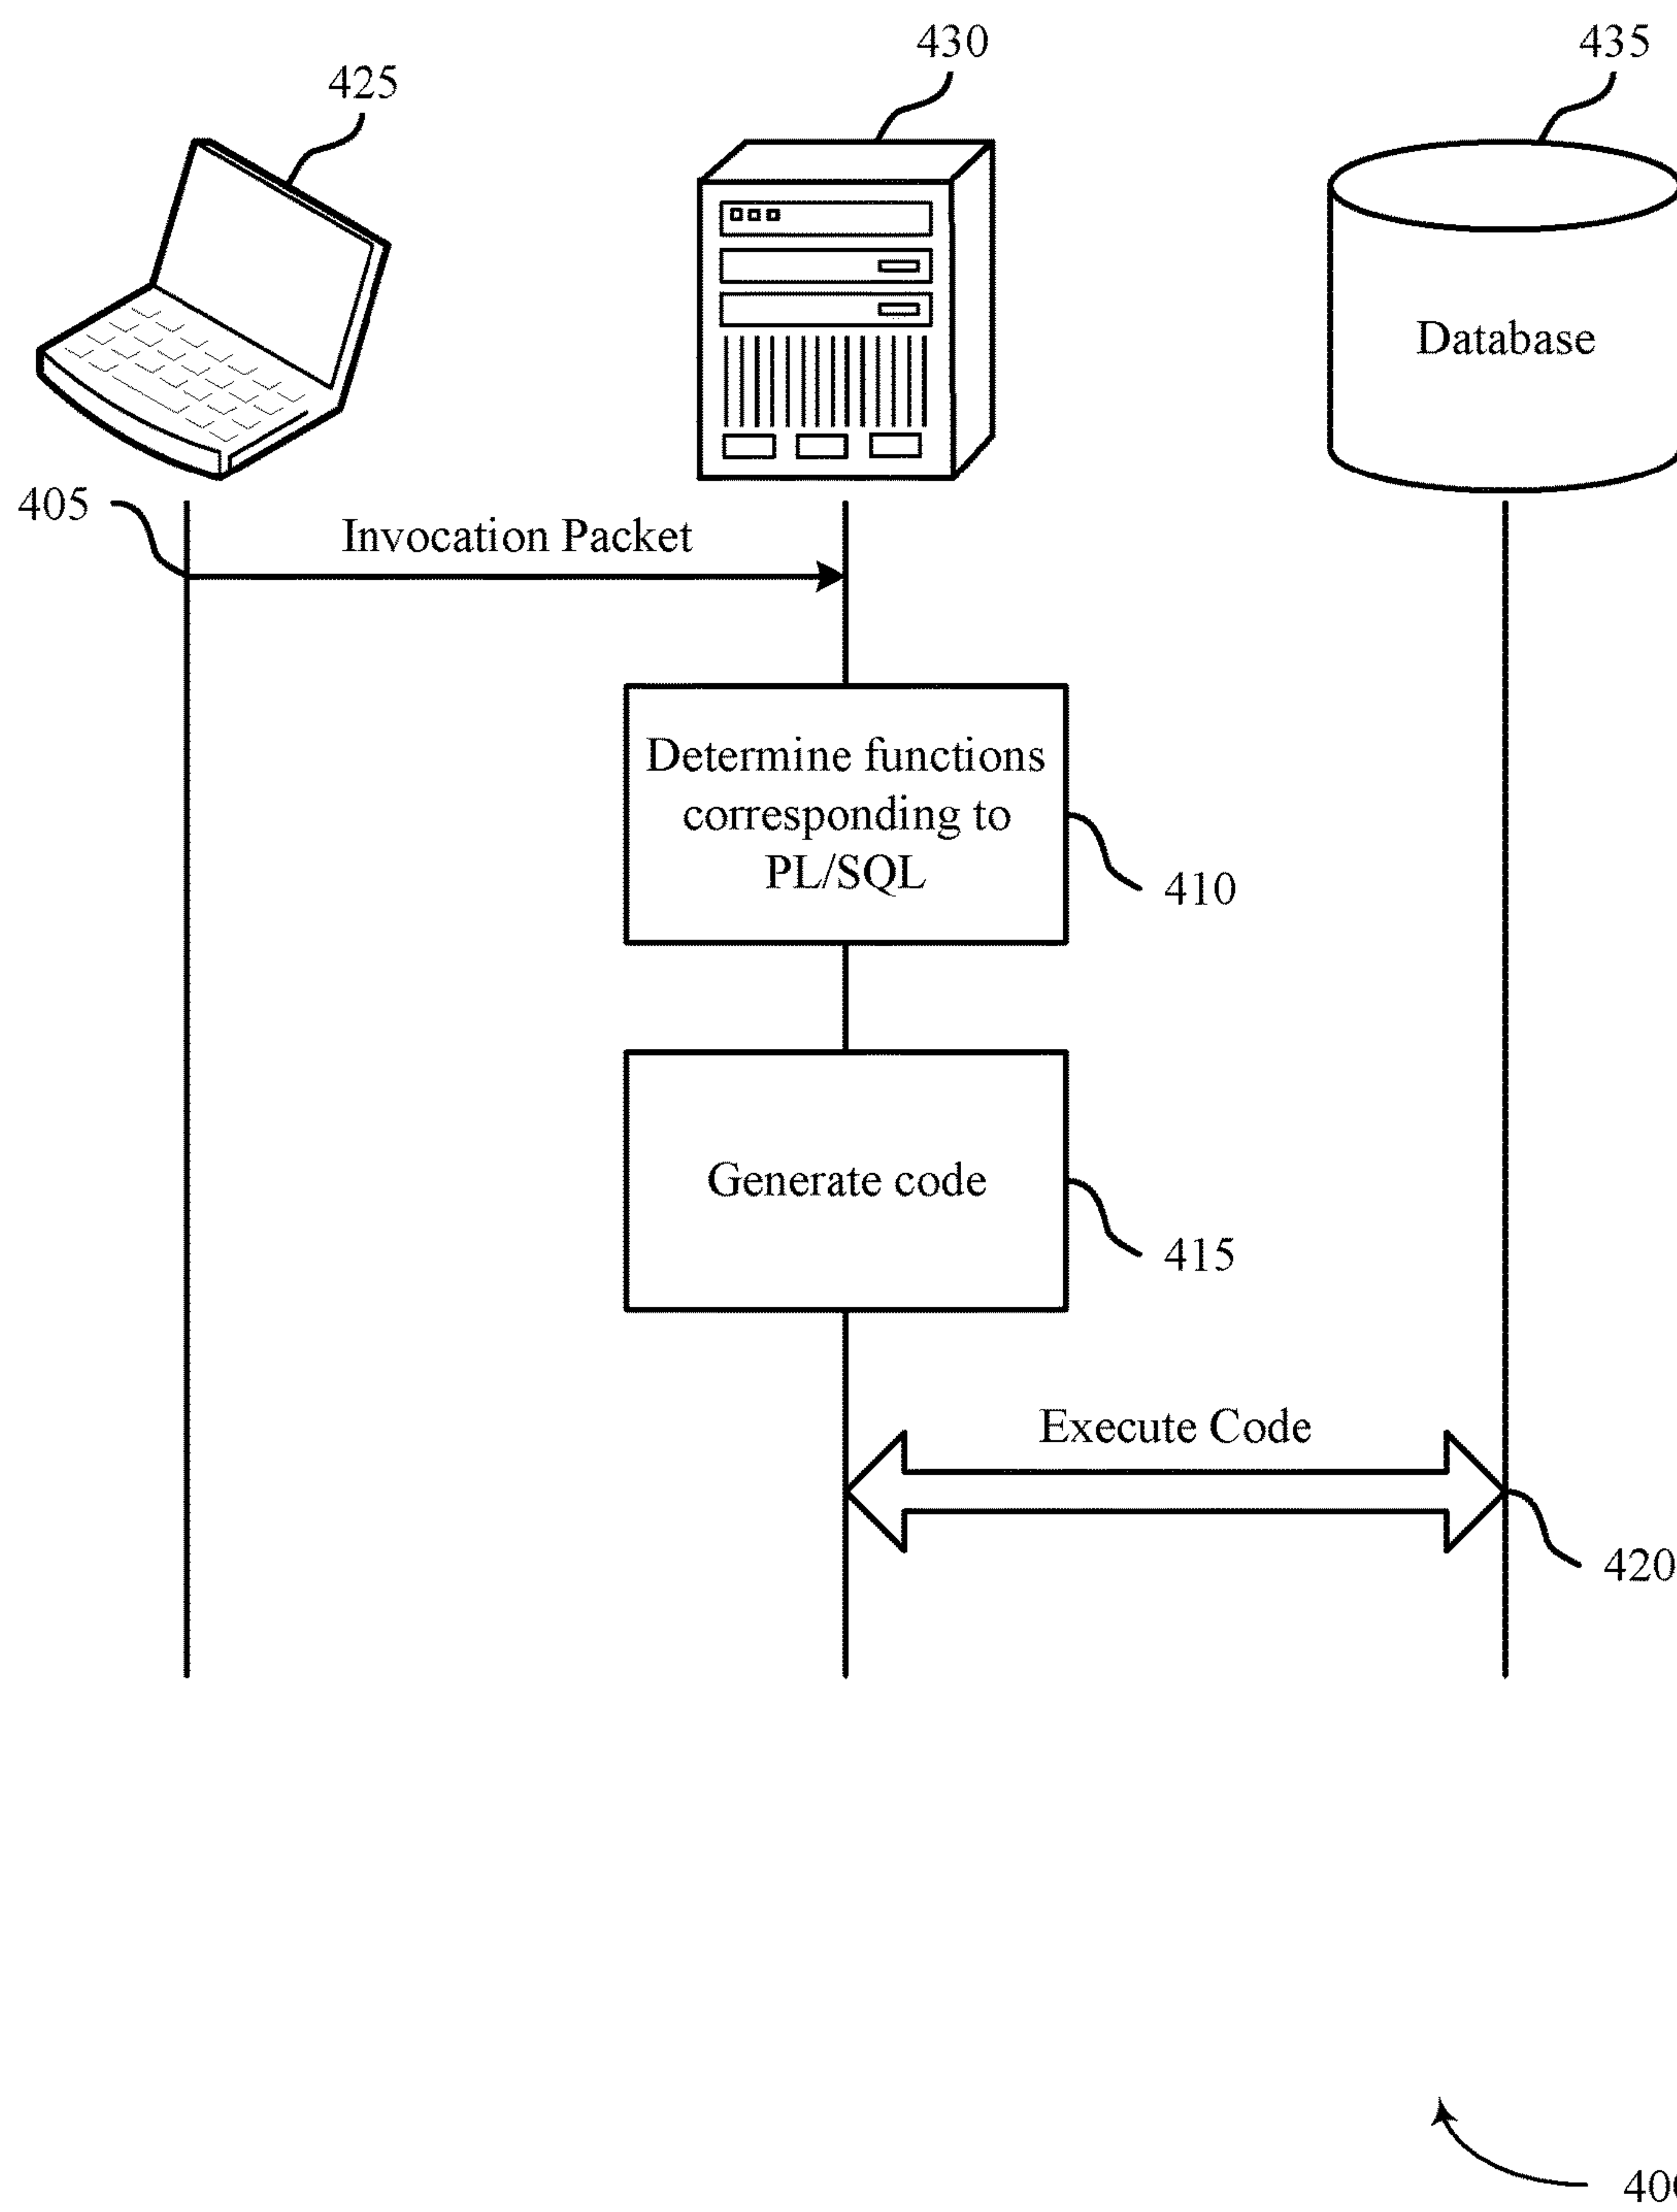 430
435
425
Database
405
Invocation Packet
Determine functions
corresponding to
PL/SQL
410
Generate code
415
Execute Code
420
400